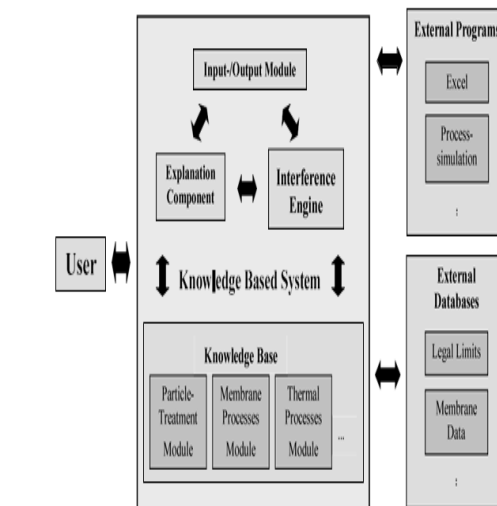 Input-/Output Module
Explanation
Component
Interference
Engine
User
Knowledge Based System
Knowledge Base
Particle-
Treatment
Module
Membrane
Processes
Module
Thermal
Processes
Module
...
External Programs
Excel
Process-
simulation
:
External
Databases
Legal Limits
Membrane
Data
: